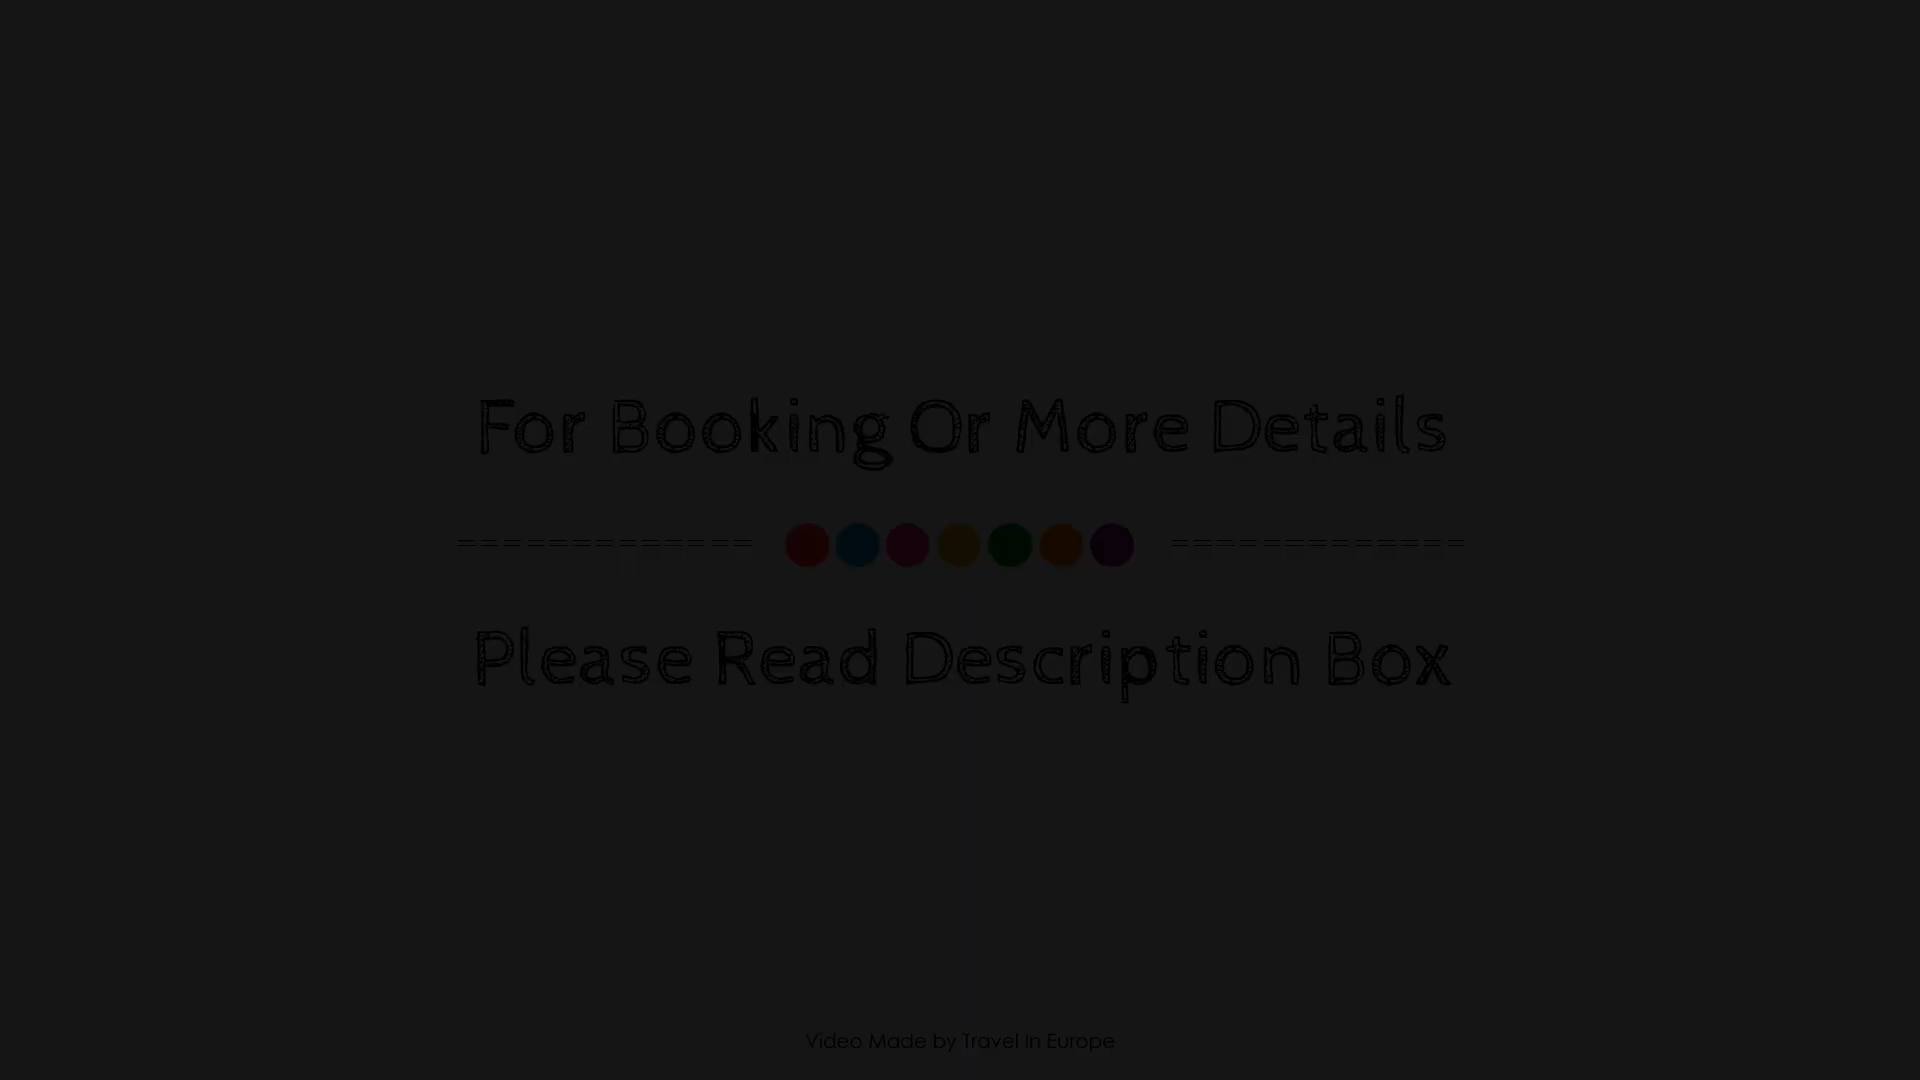 For Booking Or More Details
============= =============
Please Read Description Box
Video Made by Travel In Europe